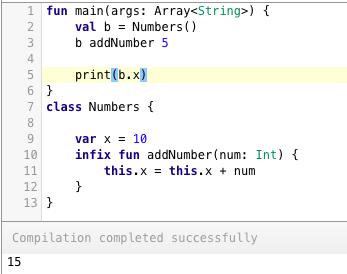 1 fun main(args: Array<String>) {
2     val b = Numbers()
3     b addNumber 5
4
5     print(b.x)
6 }
7 class Numbers {
8
9     var x = 10
10     infix fun addNumber(num: Int) {
11         this.x = this.x + num
12     }
13 }
Compilation completed successfully
15